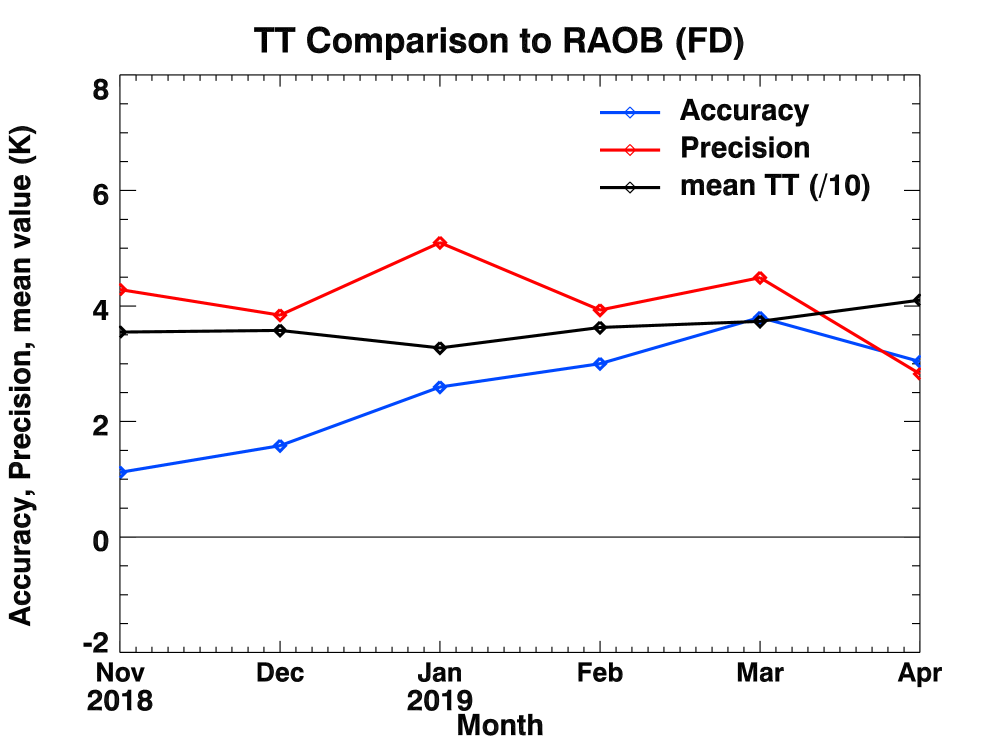 TT Comparison to RAOB (FD)
8
6
4
2
0
-2
Accuracy, Precision, mean value (K)
Accuracy
Precision
mean TT (/10)
Nov Dec Jan Feb Mar Apr
2018 2019
Month